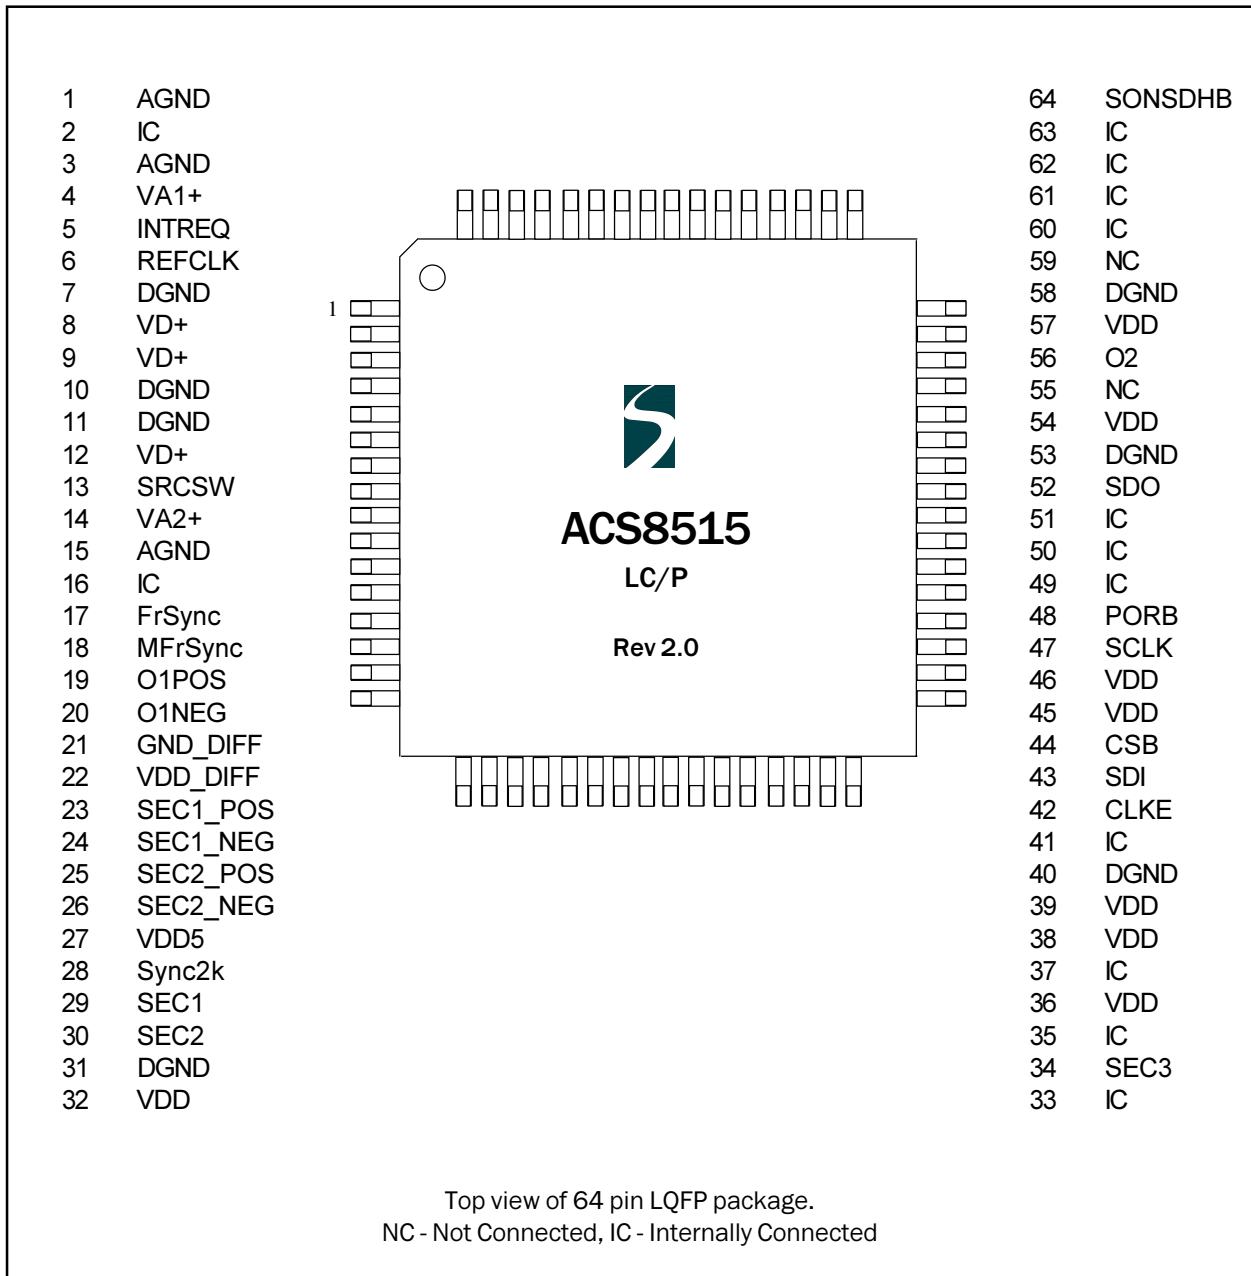 1 AGND
2 IC
3 AGND
4 VA1+
5 INTREQ
6 REFCLK
7 DGND
8 VD+
9 VD+
10 DGND
11 DGND
12 VD+
13 SRCSW
14 VA2+
15 AGND
16 IC
17 FrSync
18 MFrSync
19 O1POS
20 O1NEG
21 GND_DIFF
22 VDD_DIFF
23 SEC1_POS
24 SEC1_NEG
25 SEC2_POS
26 SEC2_NEG
27 VDD5
28 Sync2k
29 SEC1
30 SEC2
31 DGND
32 VDD
1
ACS8515
LC/P
Rev 2.0
64 SONSDHB
63 IC
62 IC
61 IC
60 IC
59 NC
58 DGND
57 VDD
56 O2
55 NC
54 VDD
53 DGND
52 SDO
51 IC
50 IC
49 IC
48 PORB
47 SCLK
46 VDD
45 VDD
44 CSB
43 SDI
42 CLKE
41 IC
40 DGND
39 VDD
38 VDD
37 IC
36 VDD
35 IC
34 SEC3
33 IC
Top view of 64 pin LQFP package.
NC - Not Connected, IC - Internally Connected